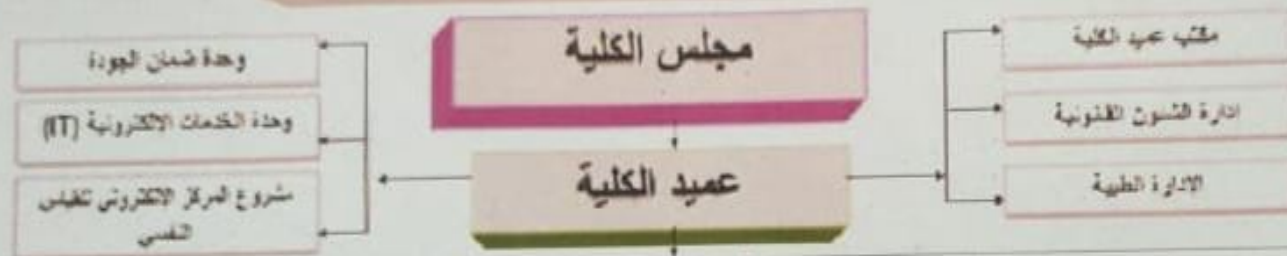 مجلس الكلية
عميد الكلية
مكتب عميد الكلية
ادارة الشئون القانونية
الادارة الطبية
وحدة ضمان الجودة
وحدة الخدمات الالكترونية (IT)
مشروع المركز الالكتروني للقياس
النفسي